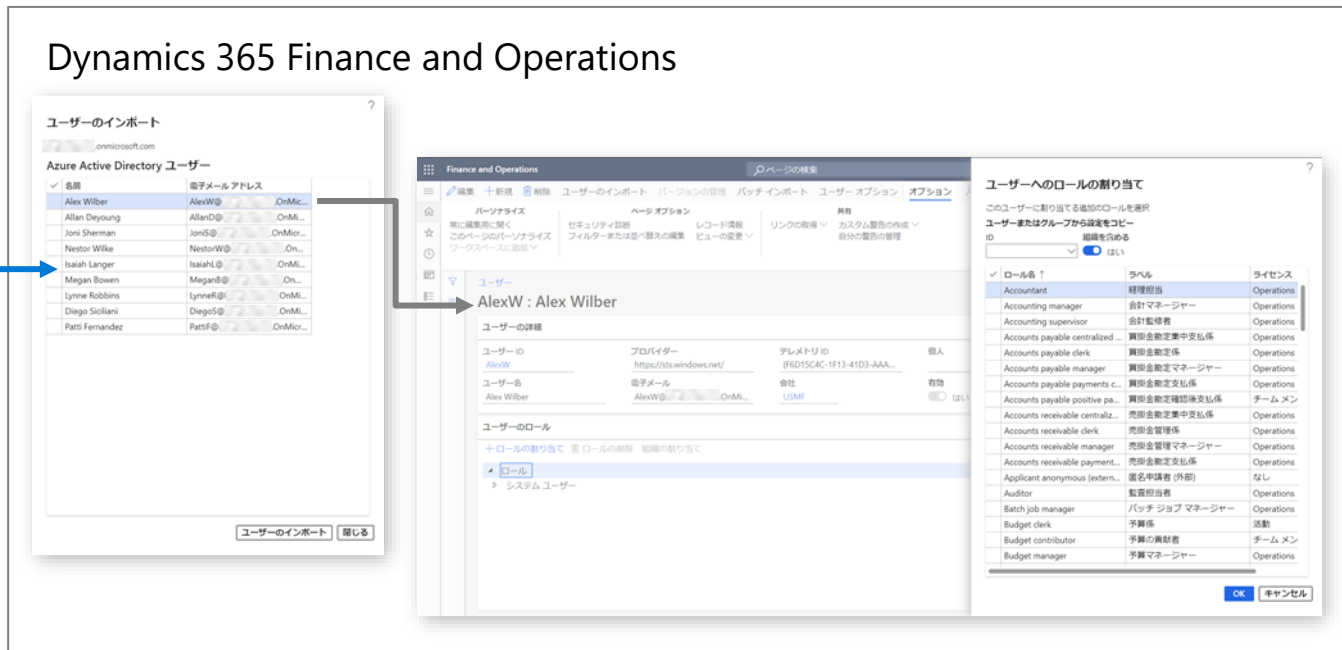 Dynamics 365 Finance and Operations
?
ユーザーのインポート
.onmicrosoft.com
Azure Active Directory ユーザー
✓ 名前 電子メール アドレス
Alex Wilber AlexW@ .OnMic...
Allan Deyoung AllanD@ .OnMi...
Joni Sherman JoniS@ .OnMicr...
Nestor Wilke NestorW@ .On...
Isaiah Langer IsaiahL@ .OnMi...
Megan Bowen MeganB@ .On...
Lynne Robbins LynneR@ .OnMi...
Diego Siciliani DiegoS@ .OnMi...
Patti Fernandez PattiF@ .OnMicr...
ユーザーのインポート 閉じる
Finance and Operations ページの検索
編集 新規 削除 ユーザーのインポート バージョンの管理 バッチ インポート ユーザー オプション オプション
パーソナライズ ページ オプション 共有
常に編集用に開く セキュリティ診断 レコード情報 リンクの取得 カスタム警告の作成
このページのパーソナライズ フィルターまたは並べ替えの編集 ビューの変更 自分の警告の管理
ワークスペースに追加
ユーザー
AlexW : Alex Wilber
ユーザーの詳細
ユーザー ID プロバイダー テレメトリ ID 個人
AlexW https://sts.windows.net/ {F6D15C4C-1F13-41D3-AAA...
ユーザー名 電子メール 会社 有効
Alex Wilber AlexW@ .OnMi... USMF はい
ユーザーのロール
+ ロールの割り当て ロールの削除 組織の割り当て
ロール
システム ユーザー
?
ユーザーへのロールの割り当て
このユーザーに割り当てる追加のロールを選択
ユーザーまたはグループから設定をコピー
ID 組織を含める
はい
✓ ロール名 ↑ ラベル ライセンス
Accountant 経理担当 Operations
Accounting manager 会計マネージャー Operations
Accounting supervisor 会計監修者 Operations
Accounts payable centralized ... 買掛金勘定集中支払係 Operations
Accounts payable clerk 買掛金勘定係 Operations
Accounts payable manager 買掛金勘定マネージャー Operations
Accounts payable payments c... 買掛金勘定支払係 Operations
Accounts payable positive pa... 買掛金勘定確認後支払係 チーム メン
Accounts receivable centraliz... 売掛金勘定集中支払係 Operations
Accounts receivable clerk 売掛金管理係 Operations
Accounts receivable manager 売掛金管理マネージャー Operations
Accounts receivable payment... 売掛金勘定支払係 Operations
Applicant anonymous (extern... 匿名申請者 (外部) なし
Auditor 監査担当者 Operations
Batch job manager バッチ ジョブ マネージャー Operations
Budget clerk 予算係 活動
Budget contributor 予算の貢献者 チーム メン
Budget manager 予算マネージャー Operations
OK キャンセル